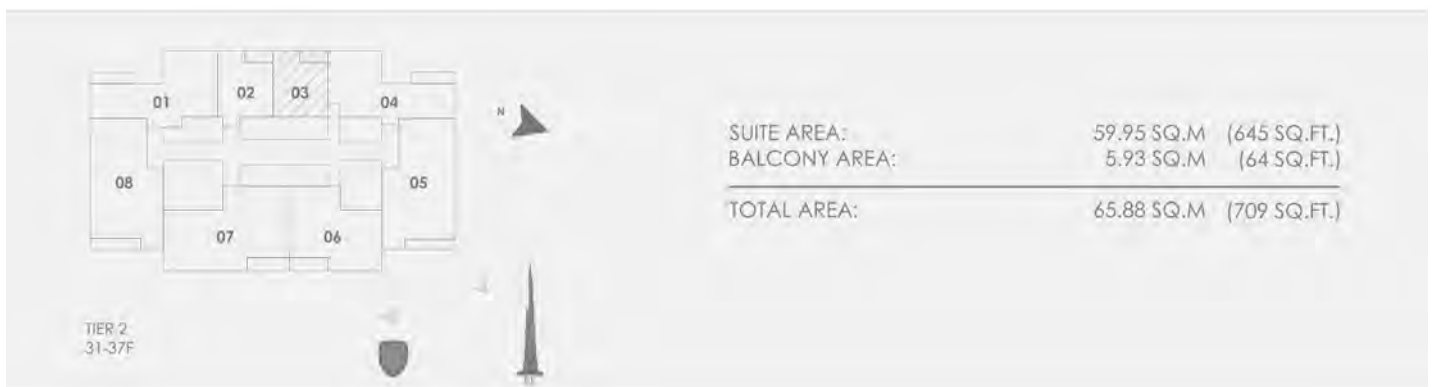 01
02
03
04
N
08
05
07
06
TIER 2
31-37F
SUITE AREA: 59.95 SQ.M (645 SQ.FT.)
BALCONY AREA: 5.93 SQ.M (64 SQ.FT.)
TOTAL AREA: 65.88 SQ.M (709 SQ.FT.)